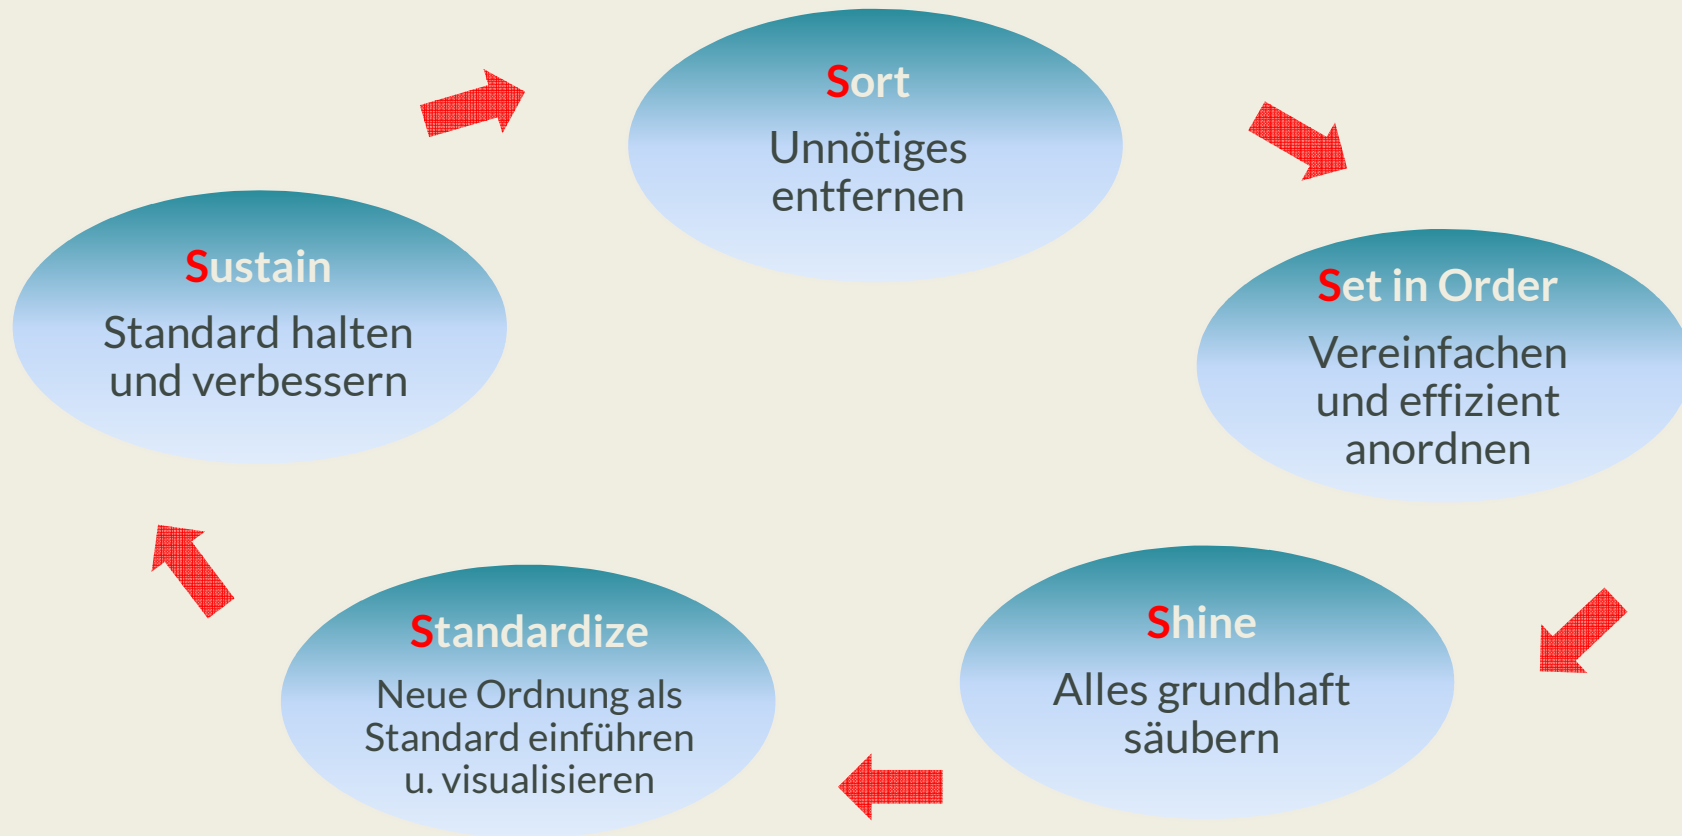 Sort
Unnötiges
entfernen
Set in Order
Vereinfachen
und effizient
anordnen
Shine
Alles grundhaft
säubern
Standardize
Neue Ordnung als
Standard einführen
u. visualisieren
Sustain
Standard halten
und verbessern